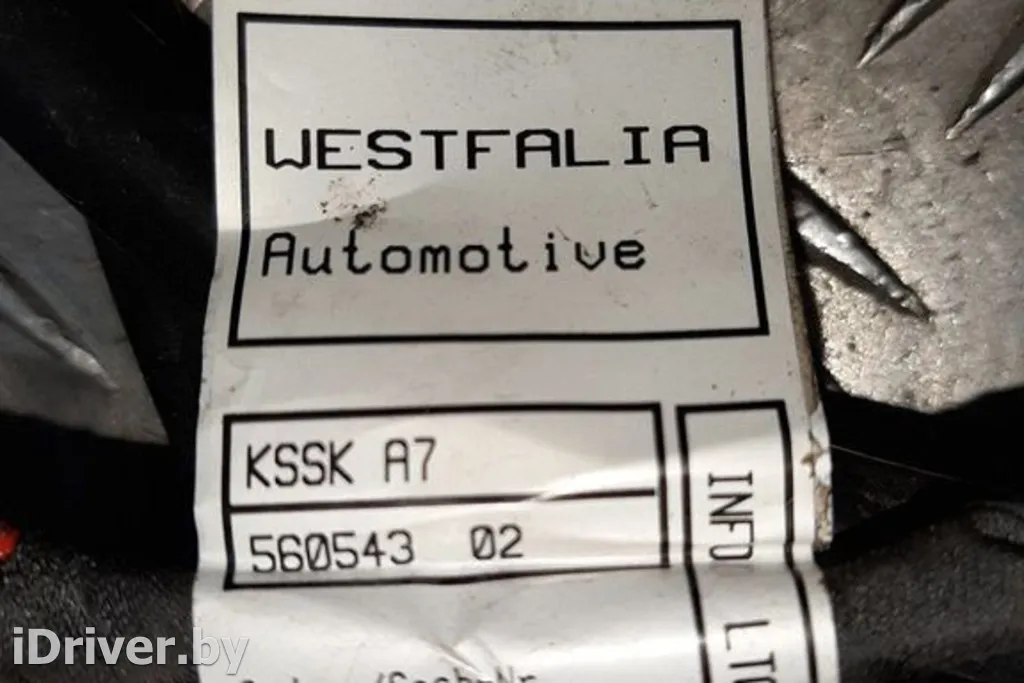 WESTFALIA
Automotive
KSSK A7
560543 02
INFO
iDriver.by